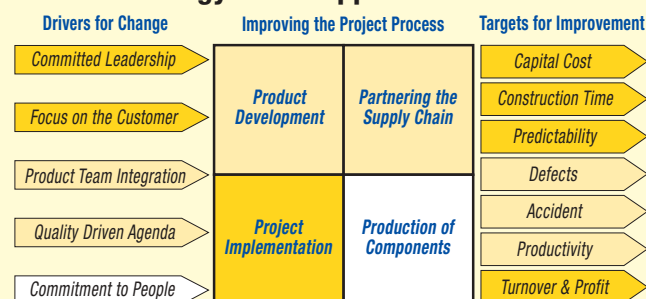 Drivers for Change
Improving the Project Process
Targets for Improvement
Committed Leadership
Focus on the Customer
Product Team Integration
Quality Driven Agenda
Commitment to People
Product
Development
Partnering the
Supply Chain
Project
Implementation
Production of
Components
Capital Cost
Construction Time
Predictability
Defects
Accident
Productivity
Turnover & Profit